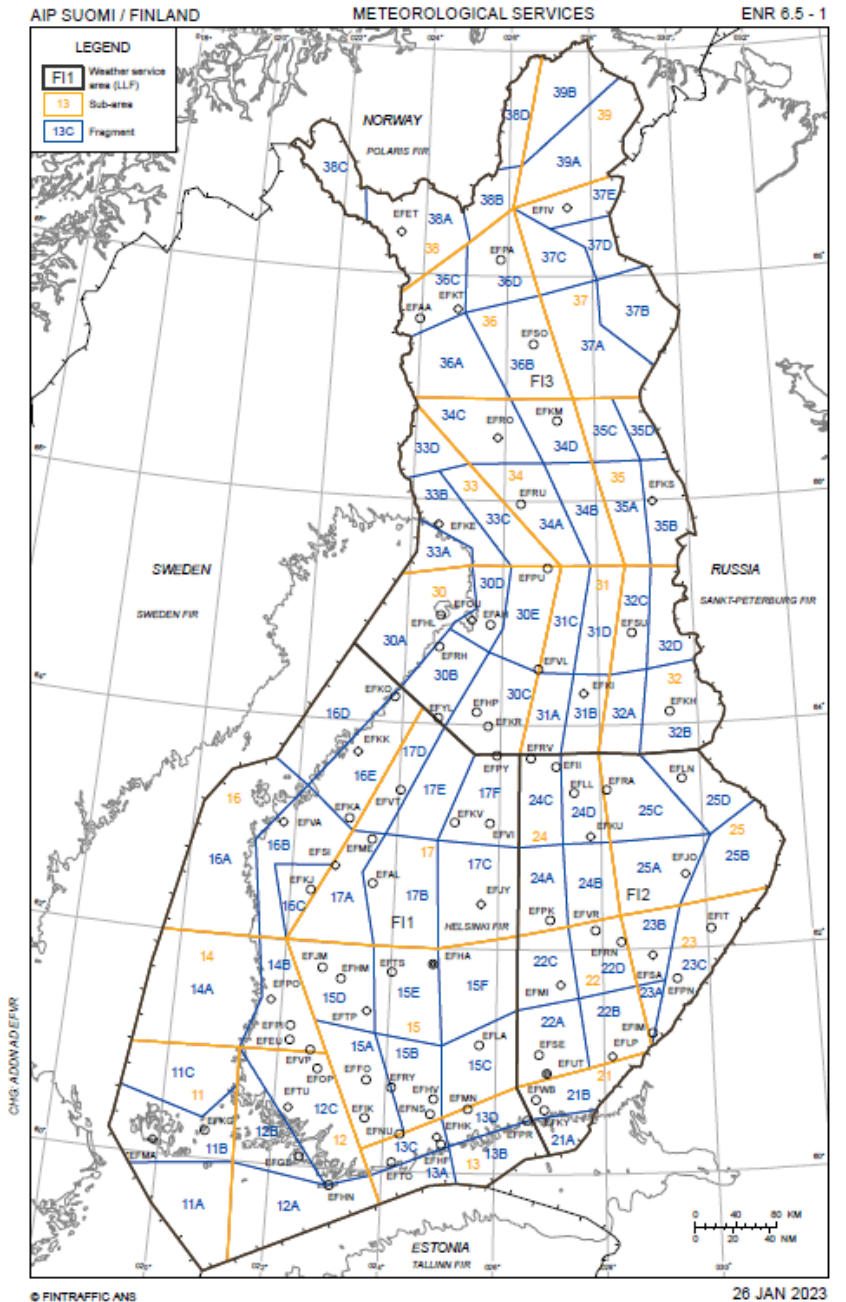 AIP SUOMI / FINLAND METEOROLOGICAL SERVICES ENR 6.5 - 1
LEGEND
FI1 Weather service area (LLF)
13 Sub-area
13C Fragment
018° 022° 024° 026° 028° 030° 032°
NORWAY
POLARIS FIR
38D 39B 39
38C 39A
38B 37E
EFET 38A EFIV
38 EFPA 37C 37D
36C 36D
EFKT 37
EFAA 36 37B
EFSO 37A
36A 36B
FI3
34C EFRO EFKM 35C 35D
33D 34D
33 34 35
33B EFRU EFKS
33C 34A 34B 35A 35B
EFKE
33A
SWEDEN RUSSIA
SWEDEN FIR SANKT-PETERBURG FIR
30 30D EFPU 31
EFOU 30E 32C
EFHL EFAH 31C 31D EFSU
30A EFRH 32D
30B EFVL
EFKO 30C EFKI 32
16D EFYL EFHP 31A 31B 32A EFKH
EFKR 32B
EFKK 17D
16E EFPY EFRV EFII EFLN
17E 17F EFLL EFRA
16 EFVT 24C 24D 25C 25D
EFVA EFKA EFKV EFVI EFKU
16B EFME 24 25
16A EFSI 17 17C 25A EFJO 25B
EFKJ EFAL 24A 24B
16C 17A 17B EFJY FI2
FI1 EFPK EFVR 23B EFIT
HELSINKI FIR
14 14B EFJM EFTS EFHA EFRN 23
14A EFPO EFHM 15E 15F 22C 22 22D EFSA 23C
15D EFMI 23A EFPN
EFTP 15 22A 22B
EFPI EFIM
EFEU 15A 15B EFLA EFSE EFLP
EFVP 15C EFUT
11C EFOP EFFO 21
11 EFTU EFRY EFHV EFWB 21B
12C EFIK EFNS EFMN
EFKG 12B 12 EFNU EFHK 13D EFPR EFKY
EFMA 11B 13C EFHF 13B 21A
EFGS EFTO 13A 13
11A 12A EFHN
ESTONIA
TALLINN FIR
0 40 80 KM
0 20 40 NM
CHG: ADDNAD EFMR
© FINTRAFFIC ANS 26 JAN 2023